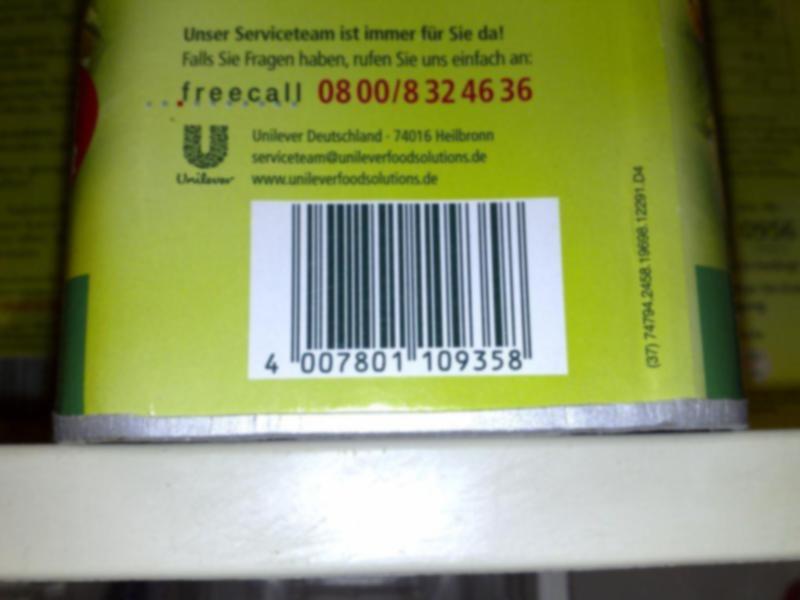 Unser Serviceteam ist immer für Sie da!
Falls Sie Fragen haben, rufen Sie uns einfach an:
freecall 08 00/8 32 46 36
Unilever Deutschland · 74016 Heilbronn
serviceteam@unileverfoodsolutions.de
Unilever www.unileverfoodsolutions.de
4 007801 109358
(37) 74794.2458.19698.12291.D4